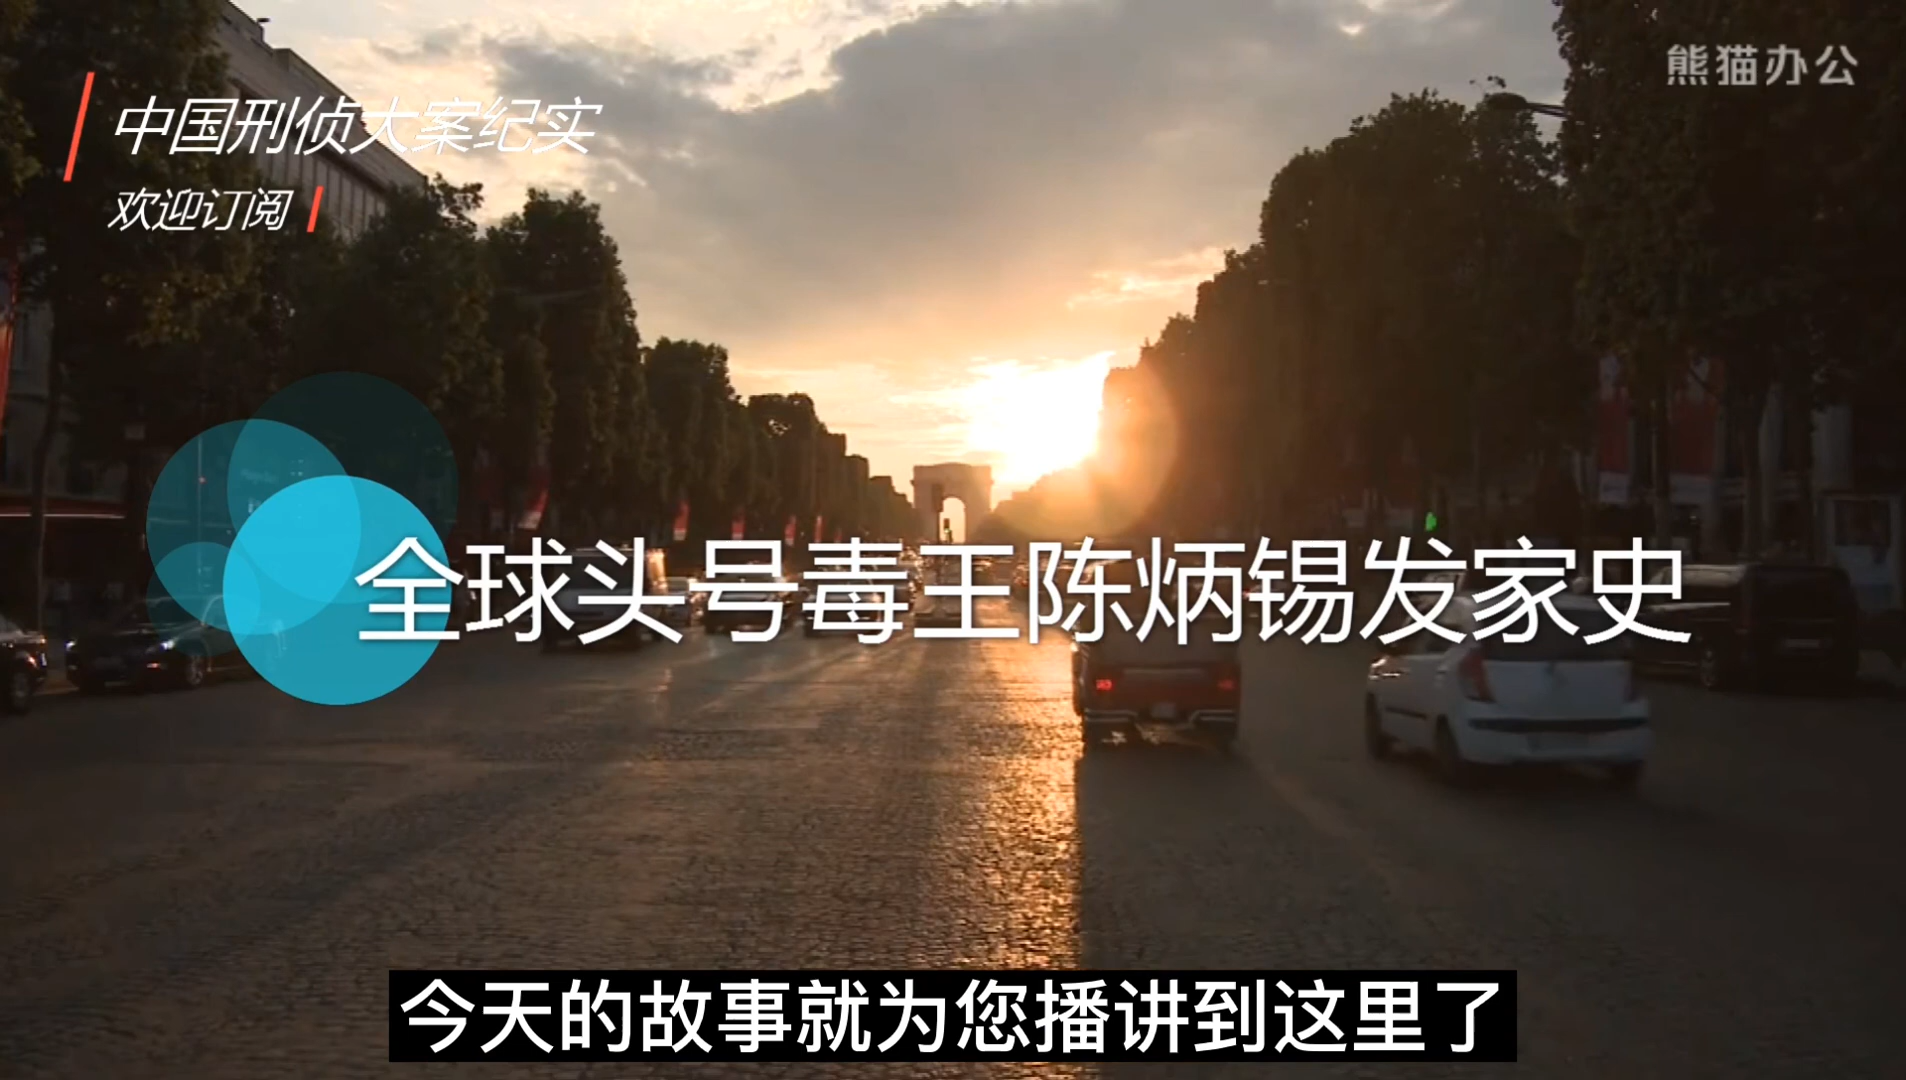 熊猫办公
中国刑侦大案纪实
欢迎订阅
全球头号毒王陈炳锡发家史
今天的故事就为您播讲到这里了